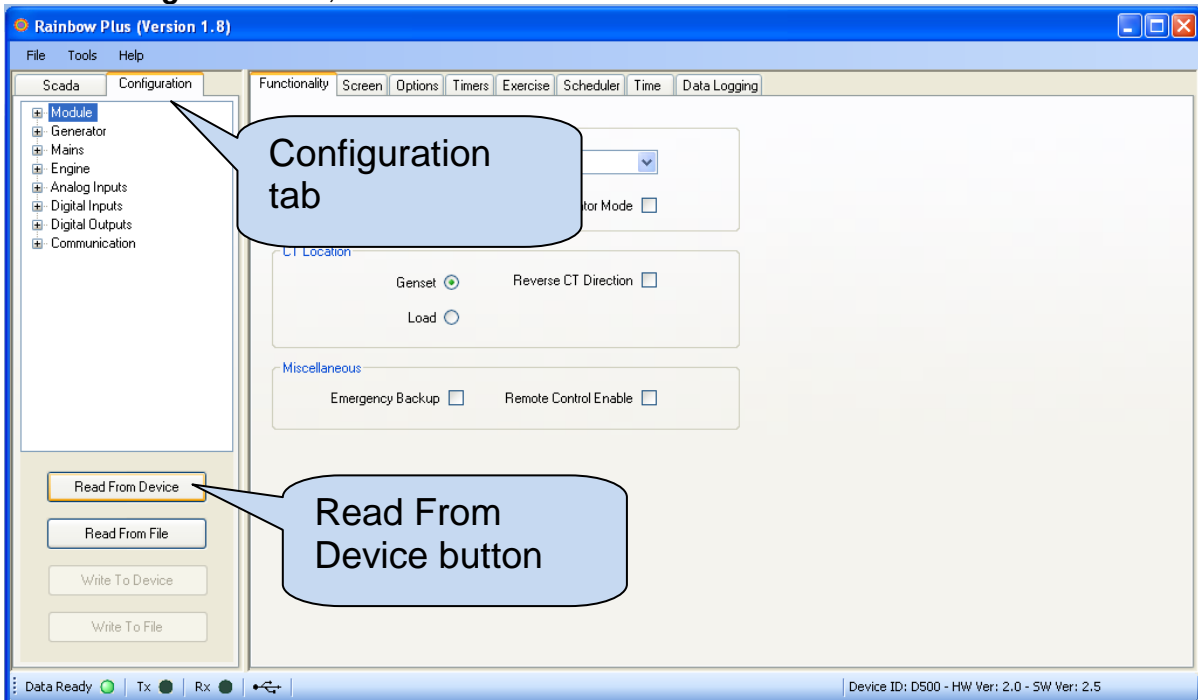 Rainbow Plus (Version 1.8)
File Tools Help
Scada Configuration
Functionality Screen Options Timers Exercise Scheduler Time Data Logging
Module
Generator
Mains
Engine
Analog Inputs
Digital Inputs
Digital Outputs
Communication
Configuration
tab
Mode
CT Location
Genset Reverse CT Direction
Load
Miscellaneous
Emergency Backup Remote Control Enable
Read From Device
Read From File
Write To Device
Write To File
Read From
Device button
Data Ready Tx Rx
Device ID: D500 - HW Ver: 2.0 - SW Ver: 2.5